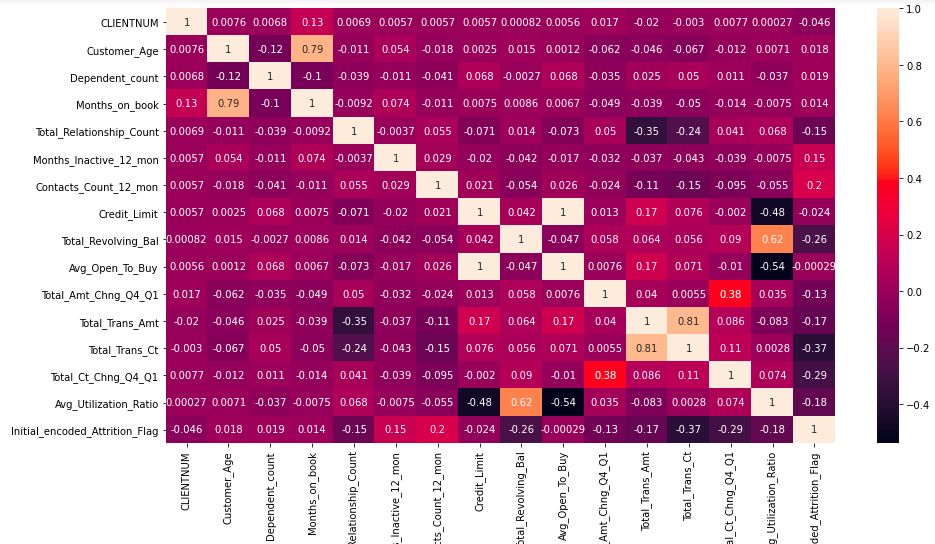 CLIENTNUM 1 0.0076 0.0068 0.13 0.0069 0.0057 0.0057 0.0057 0.00082 0.0056 0.017 -0.02 -0.003 0.0077 0.00027 -0.046
Customer_Age 0.0076 1 -0.12 0.79 -0.011 0.054 -0.018 0.0025 0.015 0.0012 -0.062 -0.046 -0.067 -0.012 0.0071 0.018
Dependent_count 0.0068 -0.12 1 -0.1 -0.039 -0.011 -0.041 0.068 -0.0027 0.068 -0.035 0.025 0.05 0.011 -0.037 0.019
Months_on_book 0.13 0.79 -0.1 1 -0.0092 0.074 -0.011 0.0075 0.0086 0.0067 -0.049 -0.039 -0.05 -0.014 -0.0075 0.014
Total_Relationship_Count 0.0069 -0.011 -0.039 -0.0092 1 -0.0037 0.055 -0.071 0.014 -0.073 0.05 -0.35 -0.24 0.041 0.068 -0.15
Months_Inactive_12_mon 0.0057 0.054 -0.011 0.074 -0.0037 1 0.029 -0.02 -0.042 -0.017 -0.032 -0.037 -0.043 -0.039 -0.0075 0.15
Contacts_Count_12_mon 0.0057 -0.018 -0.041 -0.011 0.055 0.029 1 0.021 -0.054 0.026 -0.024 -0.11 -0.15 -0.095 -0.055 0.2
Credit_Limit 0.0057 0.0025 0.068 0.0075 -0.071 -0.02 0.021 1 0.042 1 0.013 0.17 0.076 -0.002 -0.48 -0.024
Total_Revolving_Bal 0.00082 0.015 -0.0027 0.0086 0.014 -0.042 -0.054 0.042 1 -0.047 0.058 0.064 0.056 0.09 0.62 -0.26
Avg_Open_To_Buy 0.0056 0.0012 0.068 0.0067 -0.073 -0.017 0.026 1 -0.047 1 0.0076 0.17 0.071 -0.01 -0.54 -0.00029
Total_Amt_Chng_Q4_Q1 0.017 -0.062 -0.035 -0.049 0.05 -0.032 -0.024 0.013 0.058 0.0076 1 0.04 0.0055 0.38 0.035 -0.13
Total_Trans_Amt -0.02 -0.046 0.025 -0.039 -0.35 -0.037 -0.11 0.17 0.064 0.17 0.04 1 0.81 0.086 -0.083 -0.17
Total_Trans_Ct -0.003 -0.067 0.05 -0.05 -0.24 -0.043 -0.15 0.076 0.056 0.071 0.0055 0.81 1 0.11 0.0028 -0.37
Total_Ct_Chng_Q4_Q1 0.0077 -0.012 0.011 -0.014 0.041 -0.039 -0.095 -0.002 0.09 -0.01 0.38 0.086 0.11 1 0.074 -0.29
Avg_Utilization_Ratio 0.00027 0.0071 -0.037 -0.0075 0.068 -0.0075 -0.055 -0.48 0.62 -0.54 0.035 -0.083 0.0028 0.074 1 -0.18
Initial_encoded_Attrition_Flag -0.046 0.018 0.019 0.014 -0.15 0.15 0.2 -0.024 -0.26 -0.00029 -0.13 -0.17 -0.37 -0.29 -0.18 1
CLIENTNUM
Customer_Age
Dependent_count
Months_on_book
Relationship_Count
s_Inactive_12_mon
cts_Count_12_mon
Credit_Limit
otal_Revolving_Bal
Avg_Open_To_Buy
_Amt_Chng_Q4_Q1
Total_Trans_Amt
Total_Trans_Ct
al_Ct_Chng_Q4_Q1
g_Utilization_Ratio
ded_Attrition_Flag
1.0
0.8
0.6
0.4
0.2
0.0
−0.2
−0.4